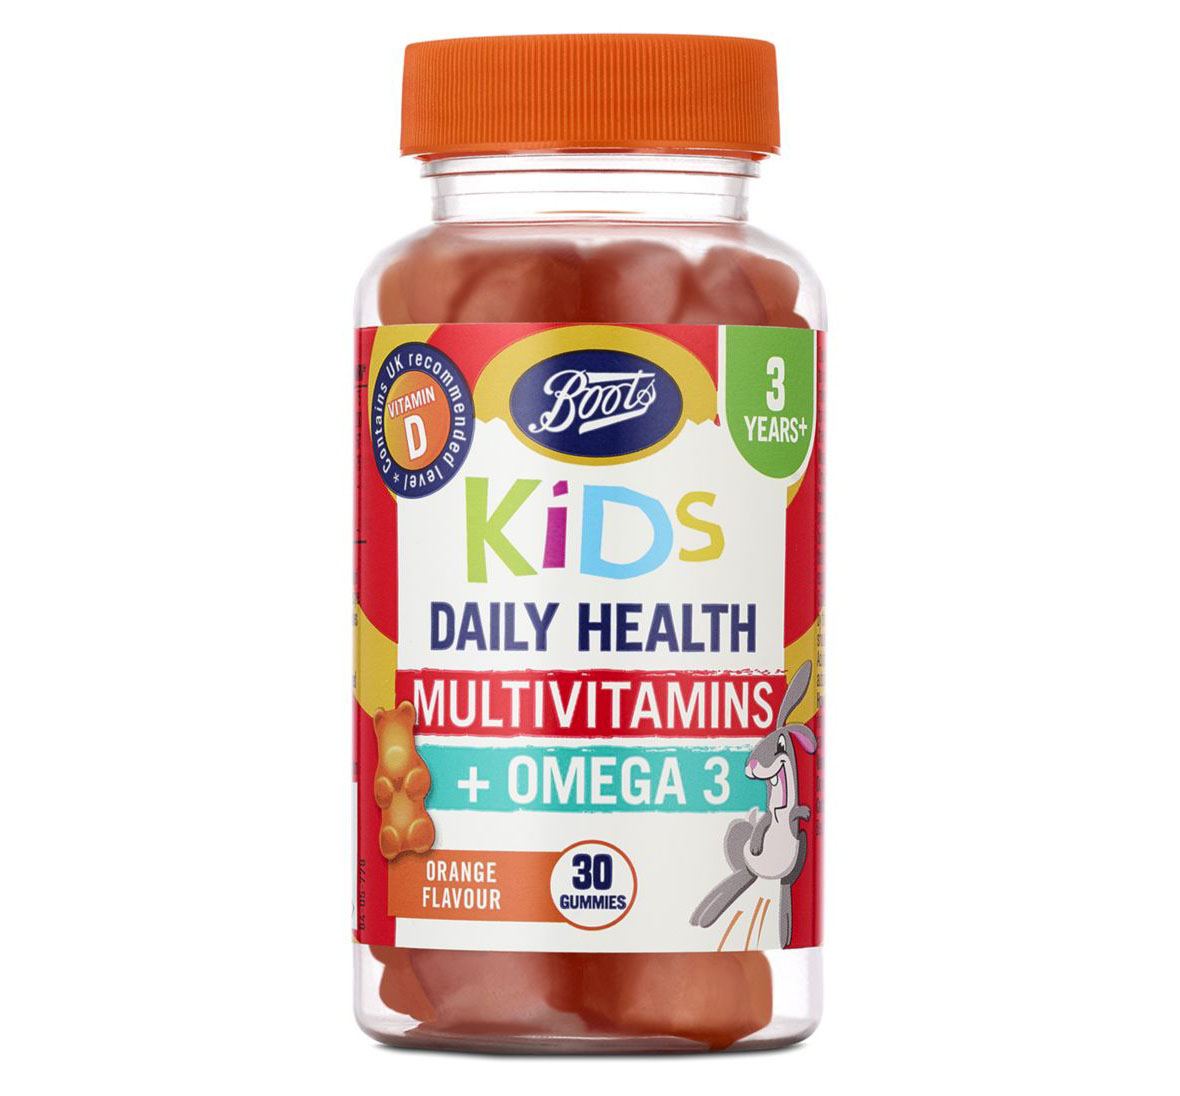 Contains UK recommended level*
VITAMIN
D
Boots
3
YEARS+
KiDS
DAILY HEALTH
MULTIVITAMINS
+ OMEGA 3
ORANGE
FLAVOUR
30
GUMMIES